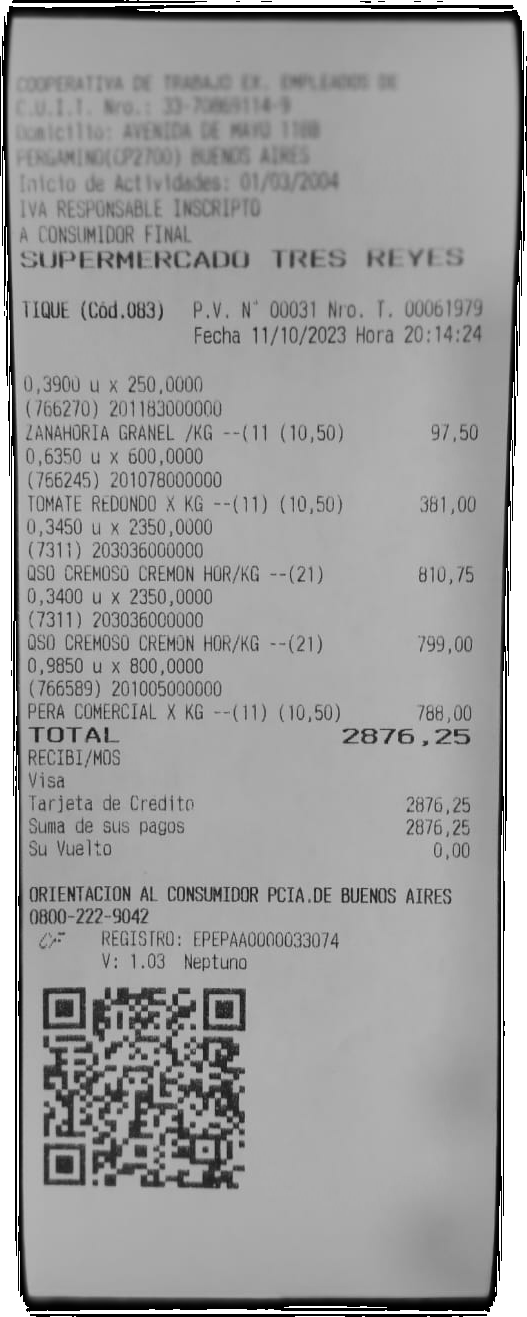 COOPERATIVA DE TRABAJO EX. EMPLEADOS DE
C.U.I.T. Nro.: 33-70869114-9
Domicilio: AVENIDA DE MAYO 1188
PERGAMINO(CP2700) BUENOS AIRES
Inicio de Actividades: 01/03/2004
IVA RESPONSABLE INSCRIPTO
A CONSUMIDOR FINAL
SUPERMERCADO TRES REYES
TIQUE (Cód.083) P.V. N° 00031 Nro. T. 00061979
Fecha 11/10/2023 Hora 20:14:24
0,3900 u x 250,0000
(766270) 201183000000
ZANAHORIA GRANEL /KG --(11 (10,50) 97,50
0,6350 u x 600,0000
(766245) 201078000000
TOMATE REDONDO X KG --(11) (10,50) 381,00
0,3450 u x 2350,0000
(7311) 203036000000
QSO CREMOSO CREMON HOR/KG --(21) 810,75
0,3400 u x 2350,0000
(7311) 203036000000
QSO CREMOSO CREMON HOR/KG --(21) 799,00
0,9850 u x 800,0000
(766589) 201005000000
PERA COMERCIAL X KG --(11) (10,50) 788,00
TOTAL 2876,25
RECIBI/MOS
Visa
Tarjeta de Crédito 2876,25
Suma de sus pagos 2876,25
Su Vuelto 0,00
ORIENTACION AL CONSUMIDOR PCIA.DE BUENOS AIRES
0800-222-9042
CF REGISTRO: EPEPAA0000033074
V: 1.03 Neptuno